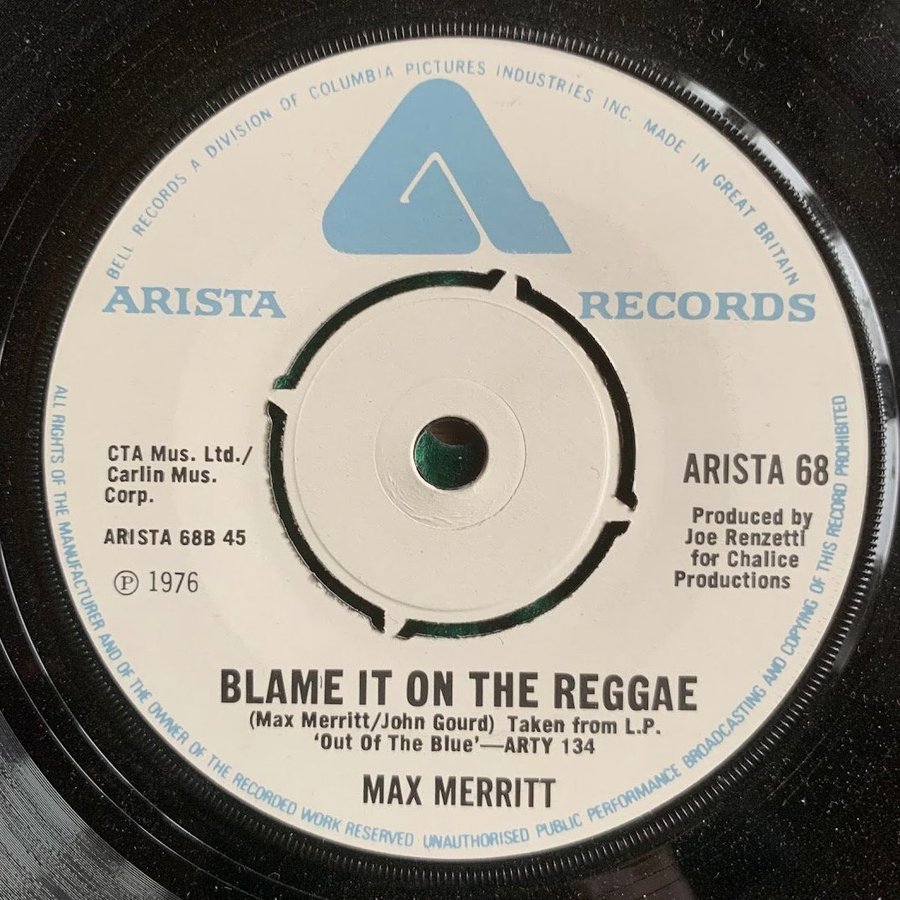 BELL RECORDS A DIVISION OF COLUMBIA PICTURES INDUSTRIES INC. MADE IN GREAT BRITAIN
ARISTA RECORDS
CTA Mus. Ltd./
Carlin Mus.
Corp.
ARISTA 68B 45
Ⓟ 1976
ARISTA 68
Produced by
Joe Renzetti
for Chalice
Productions
BLAME IT ON THE REGGAE
(Max Merritt/John Gourd) Taken from L.P.
'Out Of The Blue'—ARTY 134
MAX MERRITT
ALL RIGHTS OF THE MANUFACTURER AND OF THE OWNER OF THE RECORDED WORK RESERVED UNAUTHORISED PUBLIC PERFORMANCE BROADCASTING AND COPYING OF THIS RECORD PROHIBITED